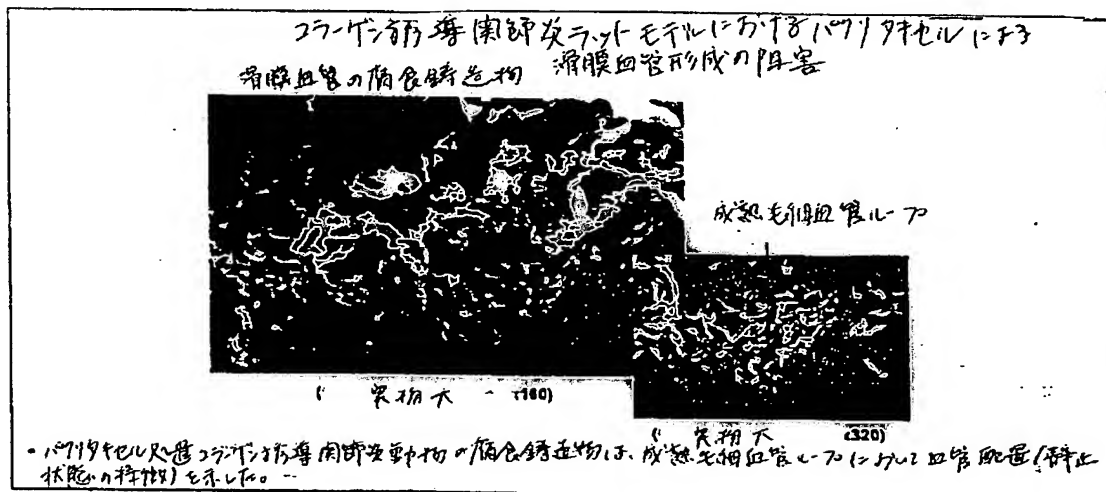 コラーゲン誘導関節炎ラットモデルにおけるパクリタキセルによる
滑膜血管形成の阻害
滑膜血管の腐食鋳造物
成熟毛細血管ループ
( 実物大 (160)
( 実物大 (320)
・パクリタキセル処置コラーゲン誘導関節炎動物の腐食鋳造物は、成熟毛細血管ループにおいて血管配置(静止
状態の特徴)を示した。